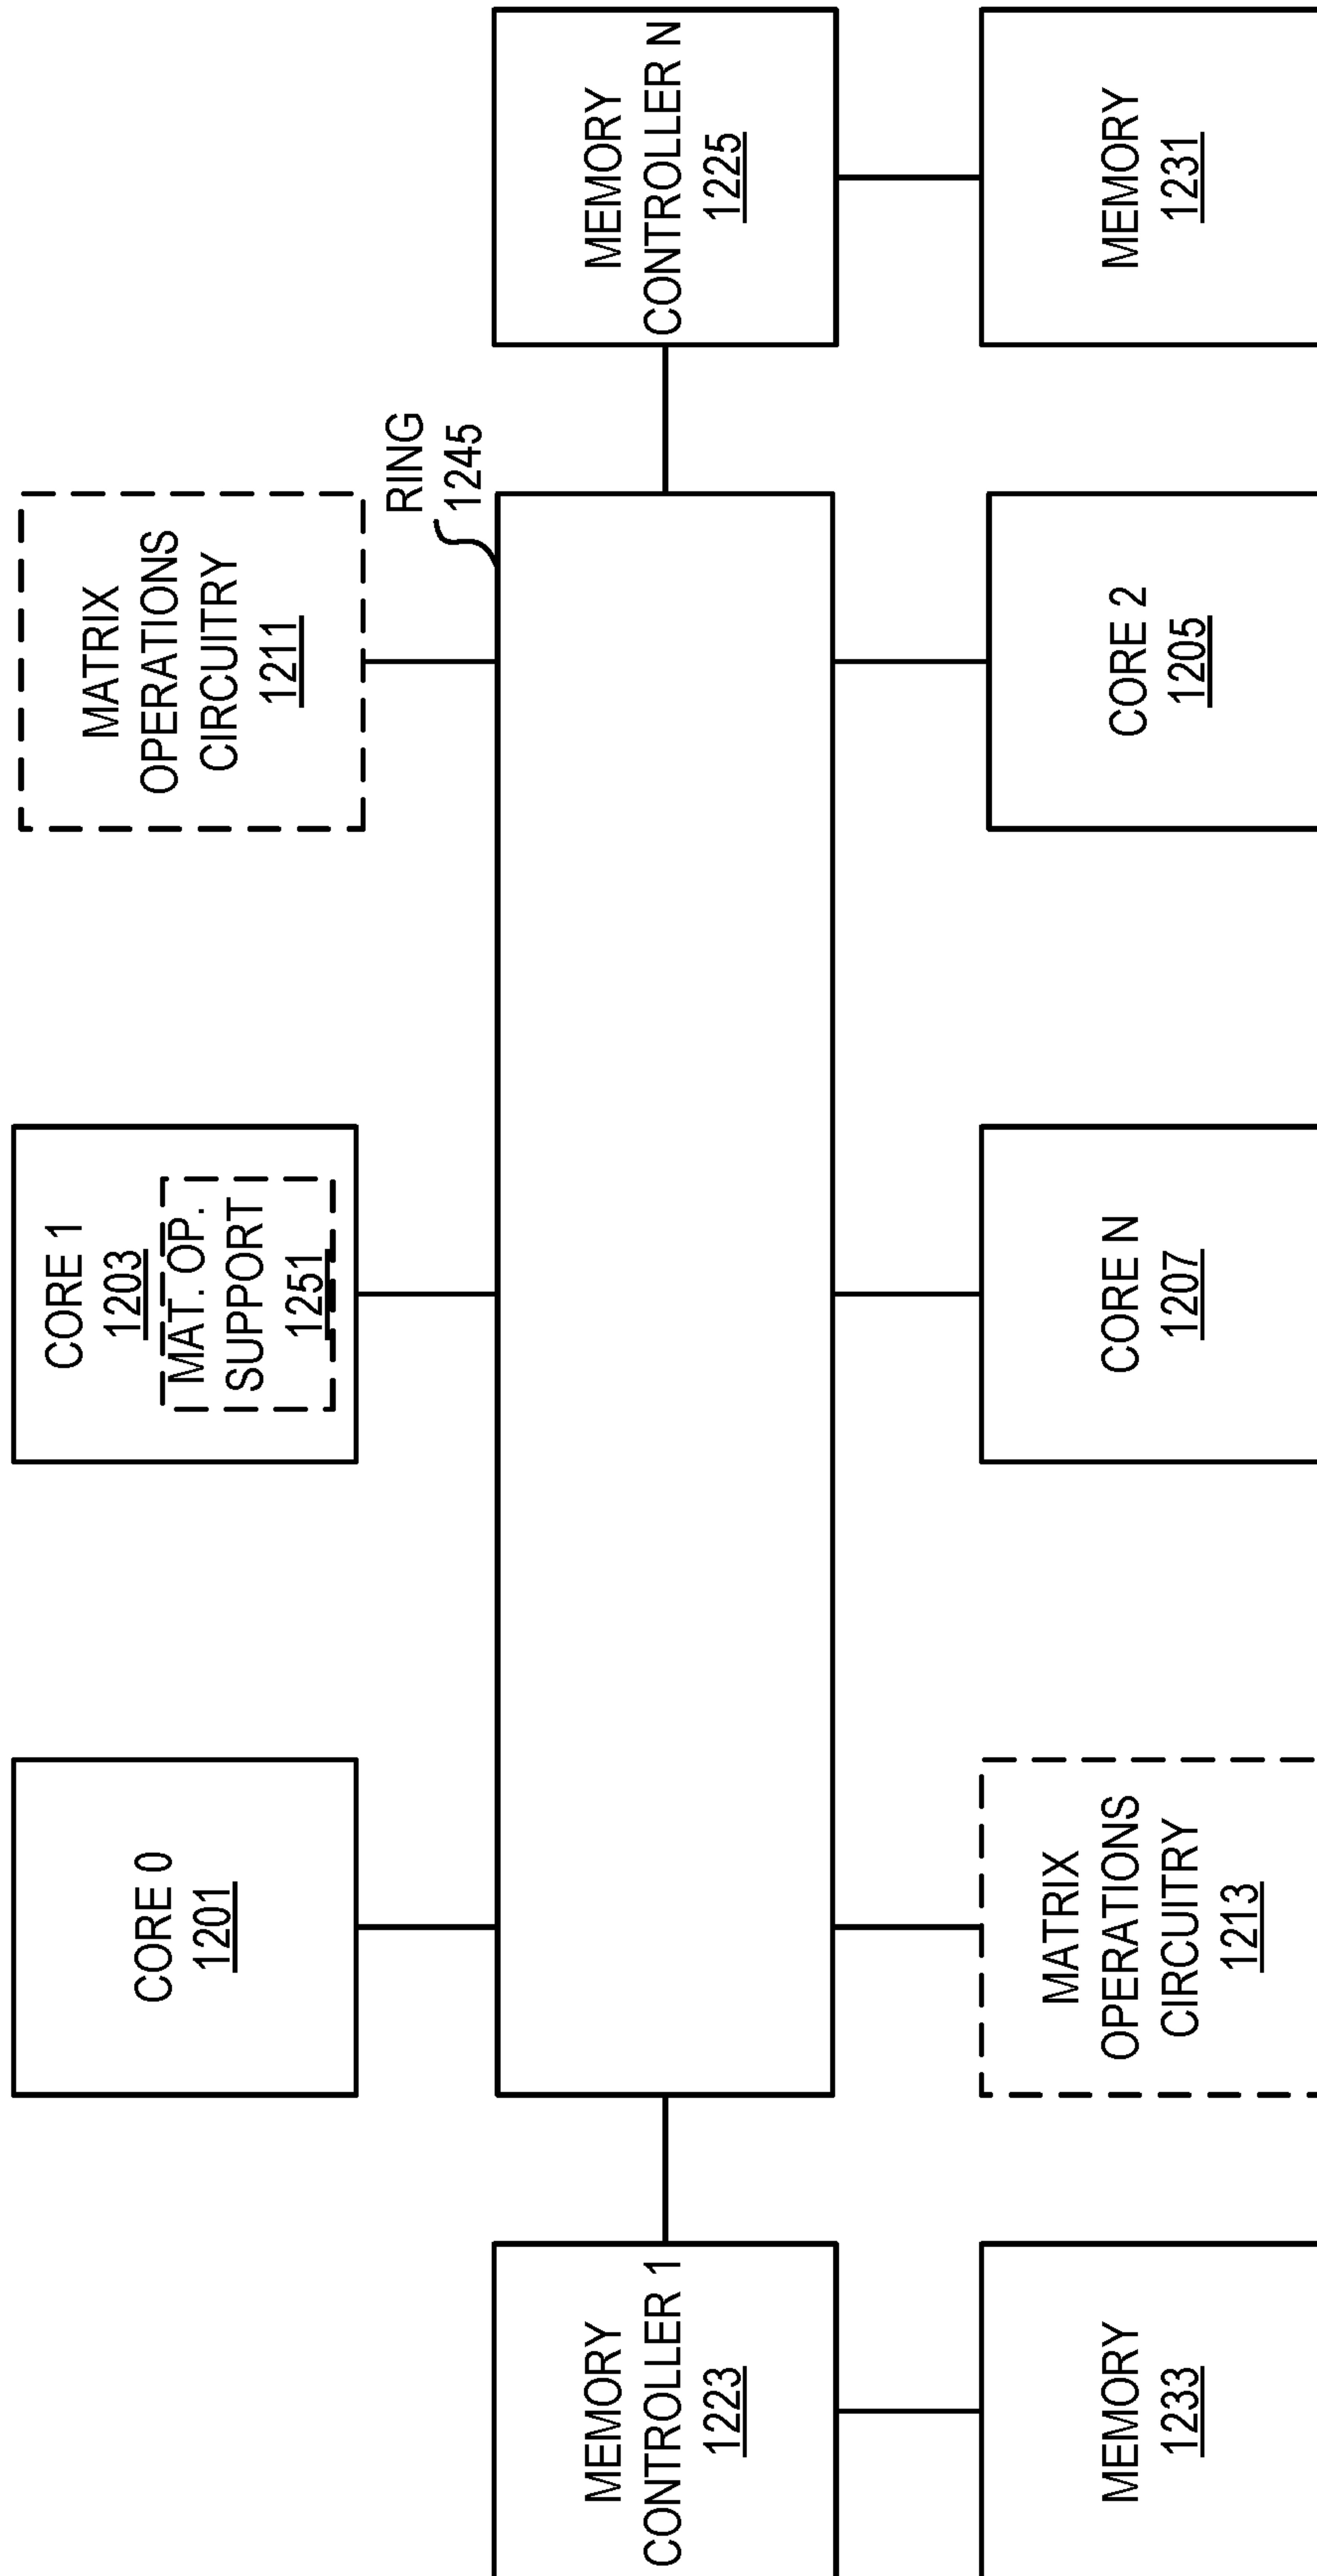 CORE 0
1201
CORE 1
1203
MAT. OP.
SUPPORT
1251
MATRIX
OPERATIONS
CIRCUITRY
1211
RING
1245
MEMORY
CONTROLLER 1
1223
MEMORY
CONTROLLER N
1225
MEMORY
1233
MATRIX
OPERATIONS
CIRCUITRY
1213
CORE N
1207
CORE 2
1205
MEMORY
1231